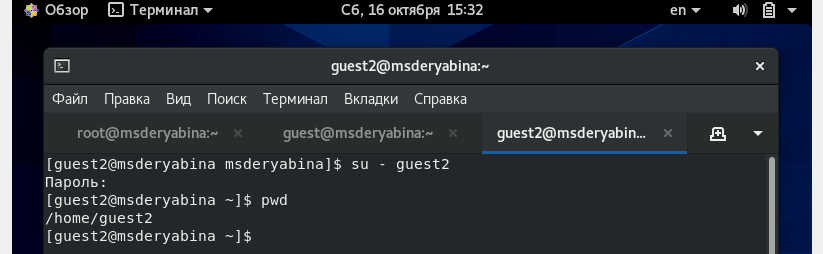 Обзор Терминал Сб, 16 октября 15:32 en
guest2@msderyabina:~
Файл Правка Вид Поиск Терминал Вкладки Справка
root@msderyabina:~ guest@msderyabina:~ guest2@msderyabin...
[guest2@msderyabina msderyabina]$ su - guest2
Пароль:
[guest2@msderyabina ~]$ pwd
/home/guest2
[guest2@msderyabina ~]$